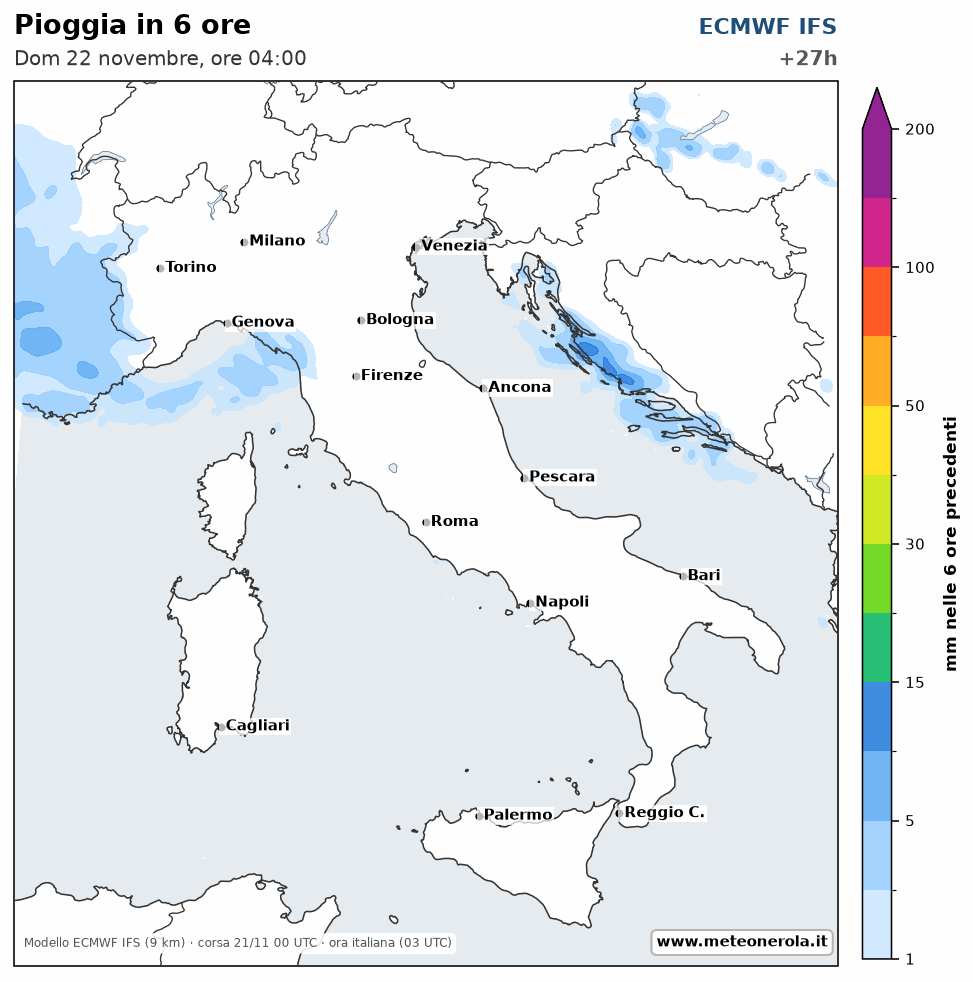 Pioggia in 6 ore
ECMWF IFS
Dom 22 novembre, ore 04:00
+27h
200
100
50
30
15
5
1
mm nelle 6 ore precedenti
Milano
Venezia
Torino
Genova
Bologna
Firenze
Ancona
Pescara
Roma
Bari
Napoli
Cagliari
Palermo
Reggio C.
Modello ECMWF IFS (9 km) · corsa 21/11 00 UTC · ora italiana (03 UTC)
www.meteonerola.it